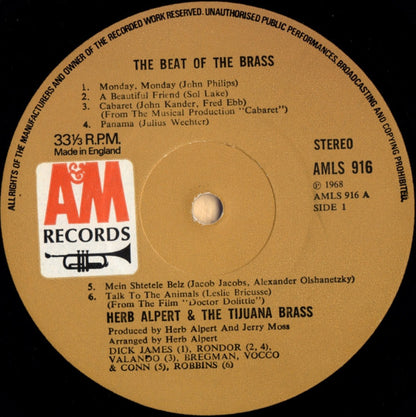 ALL RIGHTS OF THE MANUFACTURERS AND OWNER OF THE RECORDED WORK RESERVED. UNAUTHORISED PUBLIC PERFORMANCES, BROADCASTING AND COPYING PROHIBITED.
THE BEAT OF THE BRASS
1. Monday, Monday (John Philips)
2. A Beautiful Friend (Sol Lake)
3. Cabaret (John Kander, Fred Ebb)
(From The Musical Production "Cabaret")
4. Panama (Julius Wechter)
33⅓ R.P.M.
Made in England
STEREO
AMLS 916
℗ 1968
AMLS 916 A
SIDE 1
A&M
RECORDS
5. Mein Shtetele Belz (Jacob Jacobs, Alexander Olshanetzky)
6. Talk To The Animals (Leslie Bricusse)
(From The Film "Doctor Dolittle")
HERB ALPERT & THE TIJUANA BRASS
Produced by Herb Alpert And Jerry Moss
Arranged by Herb Alpert
DICK JAMES (1), RONDOR (2, 4),
VALANDO (3), BREGMAN, VOCCO
& CONN (5), ROBBINS (6)